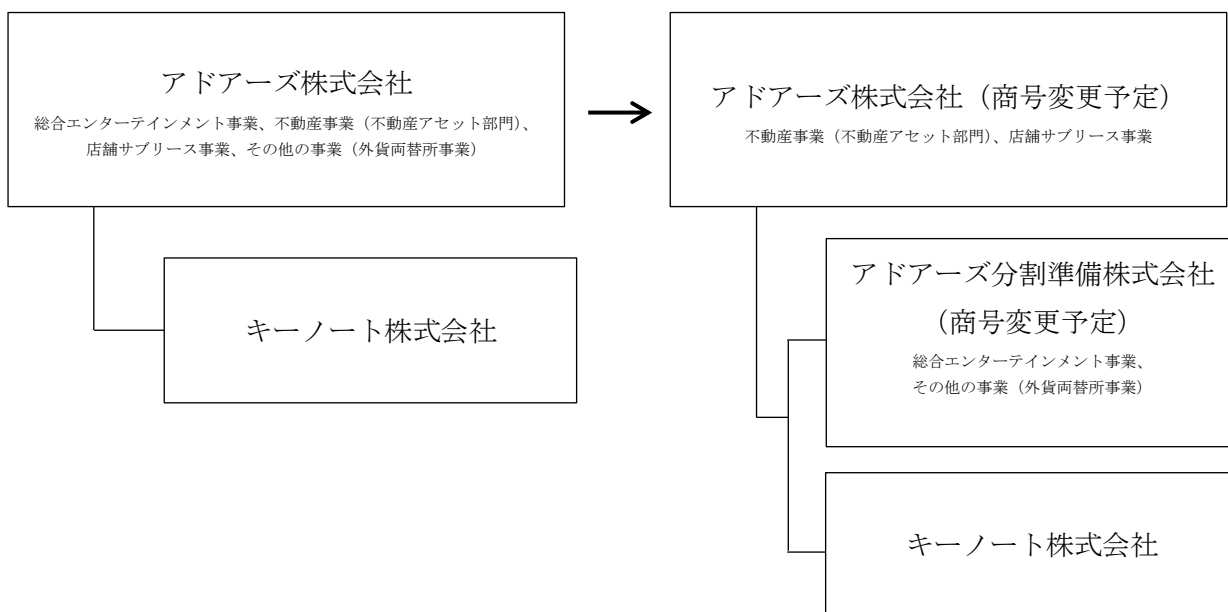 アドアーズ株式会社
総合エンターテインメント事業、不動産事業（不動産アセット部門）、
店舗サブリース事業、その他の事業（外貨両替所事業）
キーノート株式会社
アドアーズ株式会社（商号変更予定）
不動産事業（不動産アセット部門）、店舗サブリース事業
アドアーズ分割準備株式会社
（商号変更予定）
総合エンターテインメント事業、
その他の事業（外貨両替所事業）
キーノート株式会社